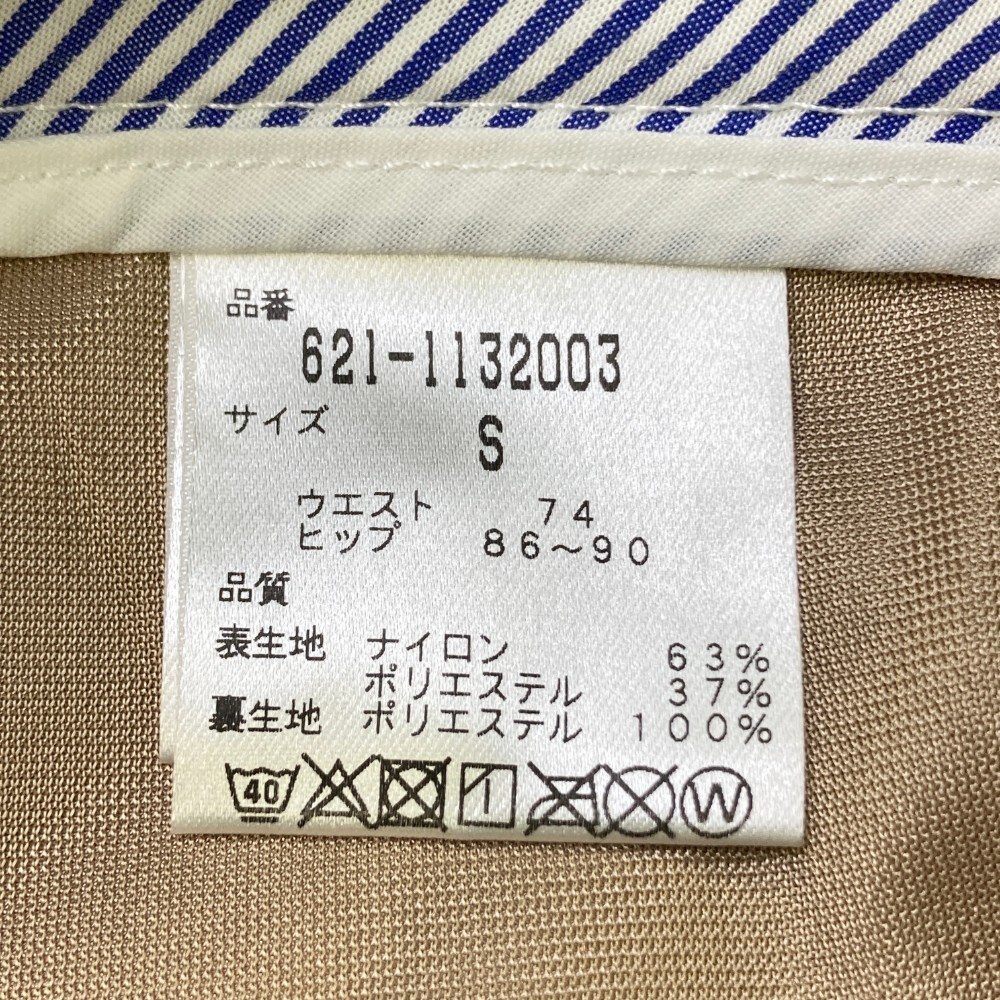 品番
621-1132003
サイズ S
ウエスト 74
ヒップ 86～90
品質
表生地 ナイロン 63%
ポリエステル 37%
裏生地 ポリエステル 100%
40 W